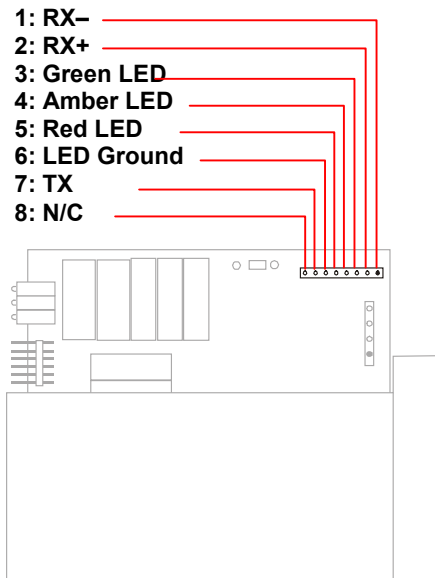 1: RX–
2: RX+
3: Green LED
4: Amber LED
5: Red LED
6: LED Ground
7: TX
8: N/C